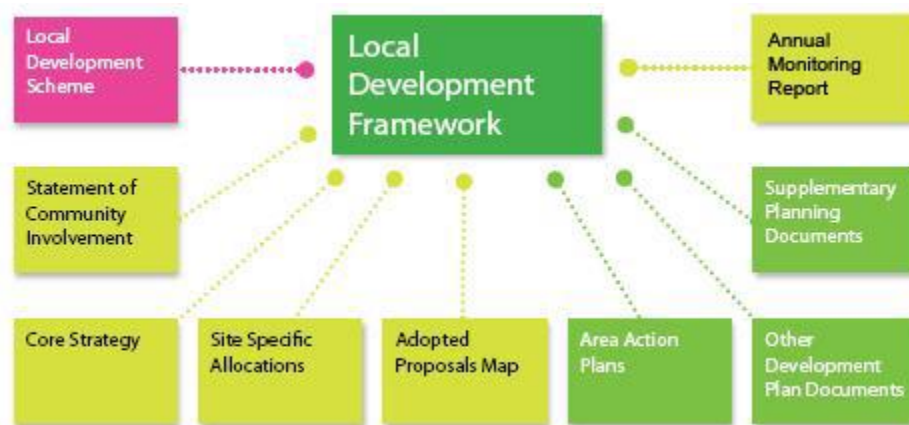 Local
Development
Scheme
Local
Development
Framework
Annual
Monitoring
Report
Statement of
Community
Involvement
Supplementary
Planning
Documents
Core Strategy
Site Specific
Allocations
Adopted
Proposals Map
Area Action
Plans
Other
Development
Plan Documents